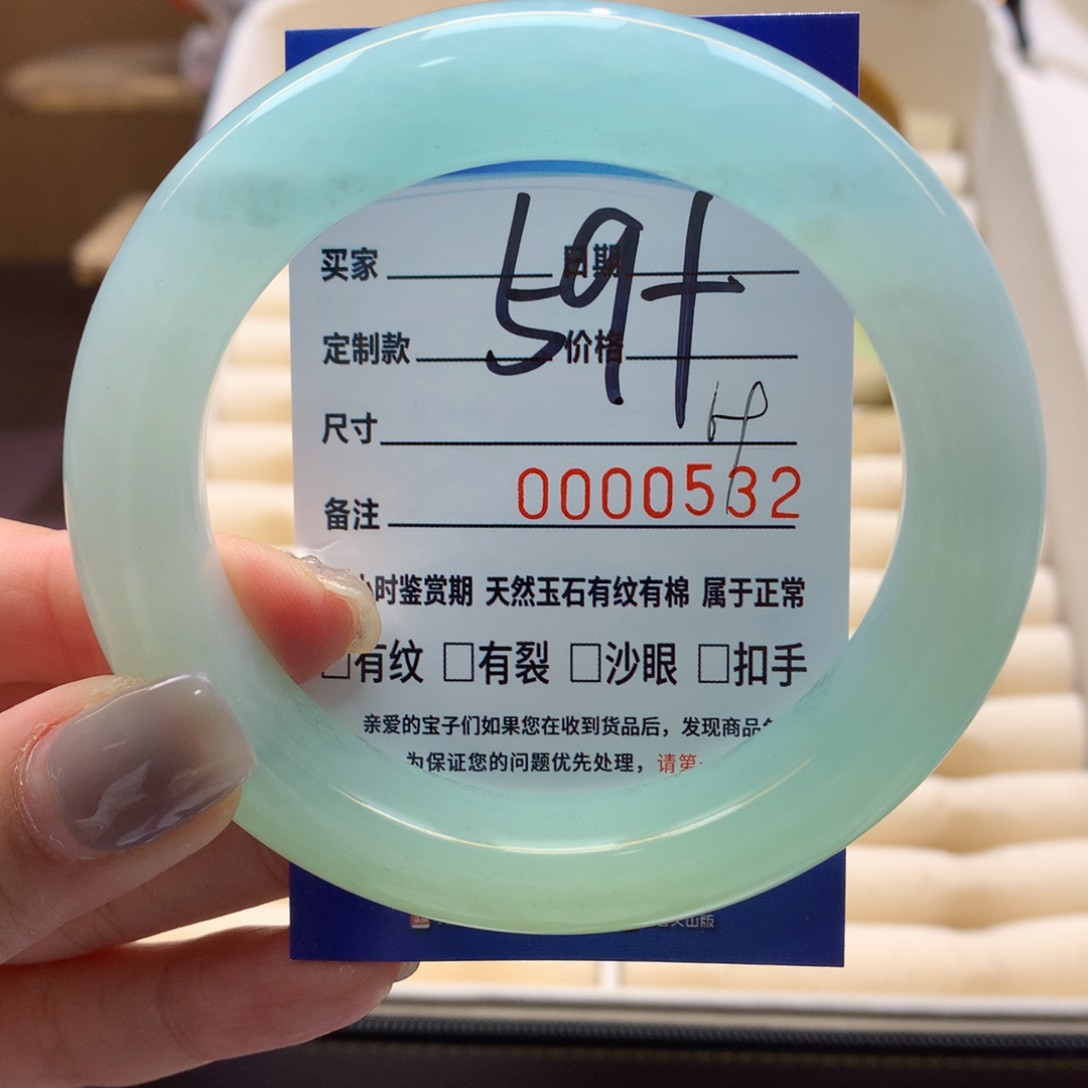 59+
买家 日期
定制款 价格
尺寸
备注 0000532
小时鉴赏期 天然玉石有纹有棉 属于正常
□有纹 □有裂 □沙眼 □扣手
亲爱的宝子们如果您在收到货品后，发现商品
为保证您的问题优先处理，请第一